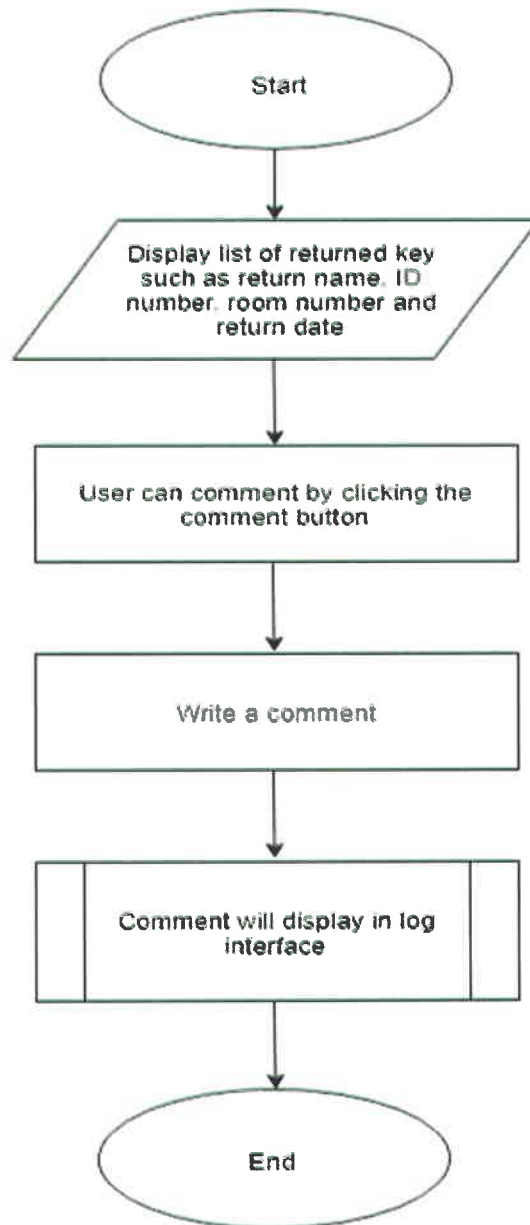 Start
Display list of returned key
such as return name, ID
number, room number and
return date
User can comment by clicking the
comment button
Write a comment
Comment will display in log
interface
End